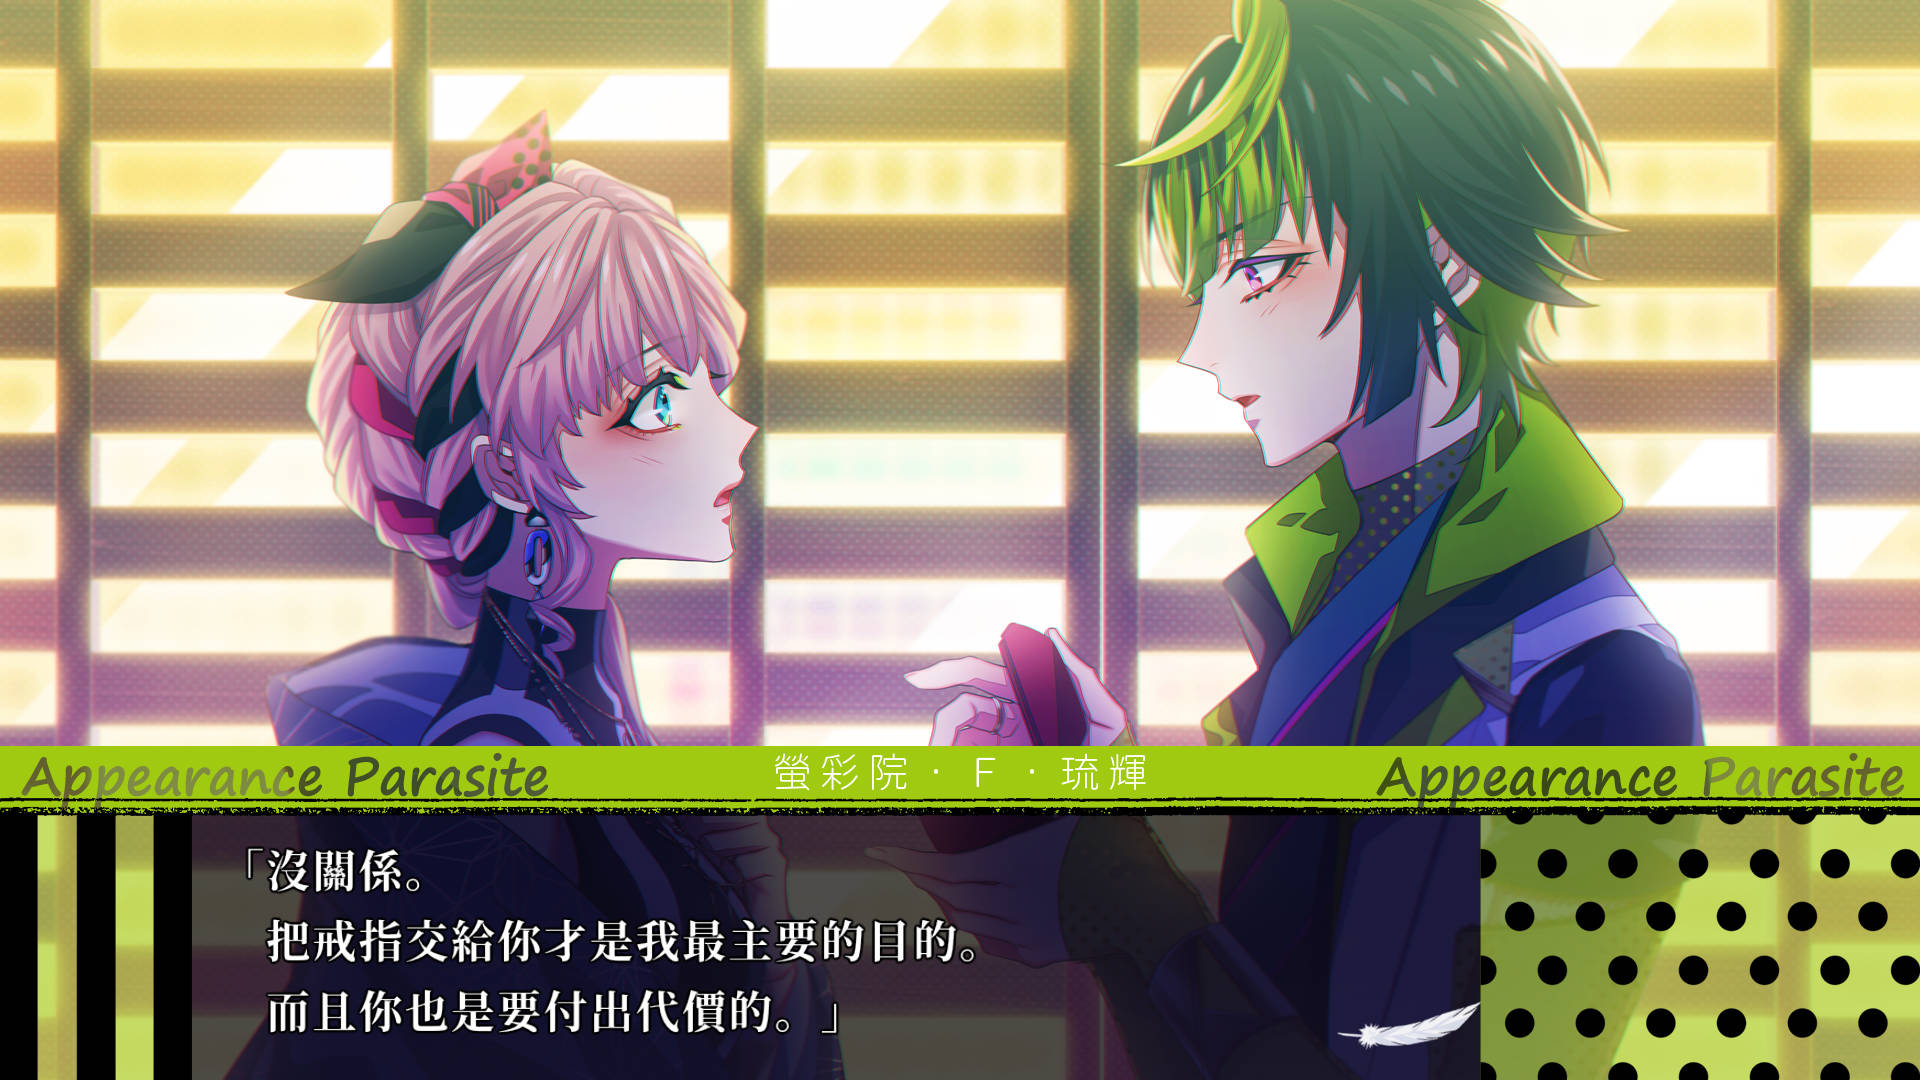 Appearance Parasite
螢彩院·F·琉輝
Appearance Parasite
「沒關係。
把戒指交給你才是我最主要的目的。
而且你也是要付出代價的。」